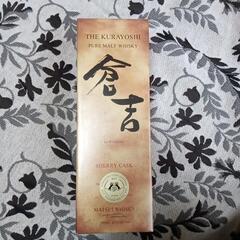 THE KURAYOSHI
PURE MALT WHISKY
倉吉
SHERRY CASK
MATSUI WHISKY